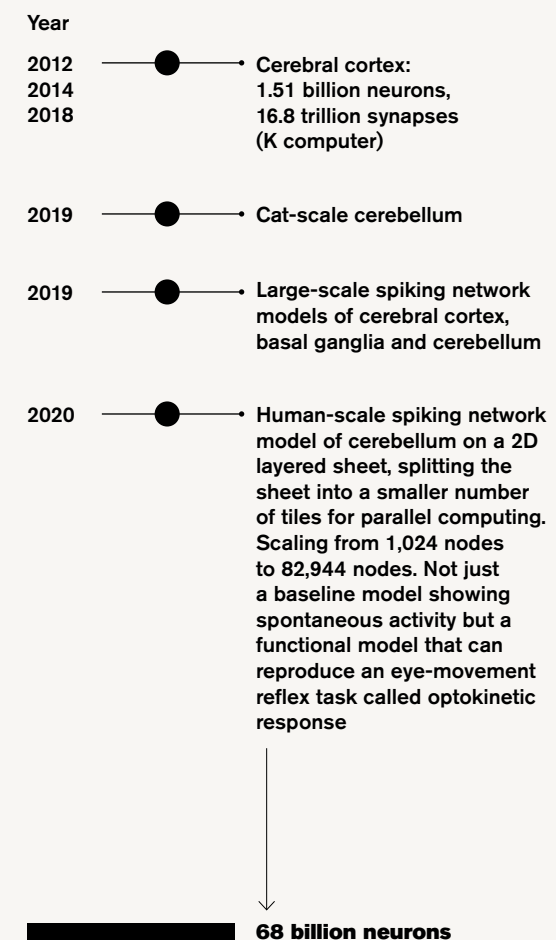 Year
2012
2014
2018
Cerebral cortex:
1.51 billion neurons,
16.8 trillion synapses
(K computer)
2019
Cat-scale cerebellum
2019
Large-scale spiking network
models of cerebral cortex,
basal ganglia and cerebellum
2020
Human-scale spiking network
model of cerebellum on a 2D
layered sheet, splitting the
sheet into a smaller number
of tiles for parallel computing.
Scaling from 1,024 nodes
to 82,944 nodes. Not just
a baseline model showing
spontaneous activity but a
functional model that can
reproduce an eye-movement
reflex task called optokinetic
response
68 billion neurons